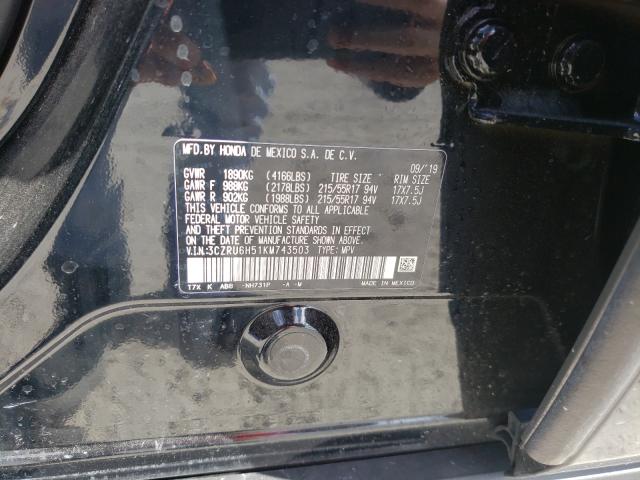 MFD.BY HONDA DE MEXICO S.A. DE C.V.
09/'19
GVWR 1890KG (4166LBS) TIRE SIZE RIM SIZE
GAWR F 988KG (2178LBS) 215/55R17 94V 17X7.5J
GAWR R 902KG (1988LBS) 215/55R17 94V 17X7.5J
THIS VEHICLE CONFORMS TO ALL APPLICABLE
FEDERAL MOTOR VEHICLE SAFETY
AND THEFT PREVENTION STANDARDS
IN EFFECT ON THE DATE OF MANUFACTURE SHOWN ABOVE.
V.I.N:3CZRU6H51KM743503 TYPE: MPV
T7X K ABB -NH731P -A -M MADE IN MEXICO